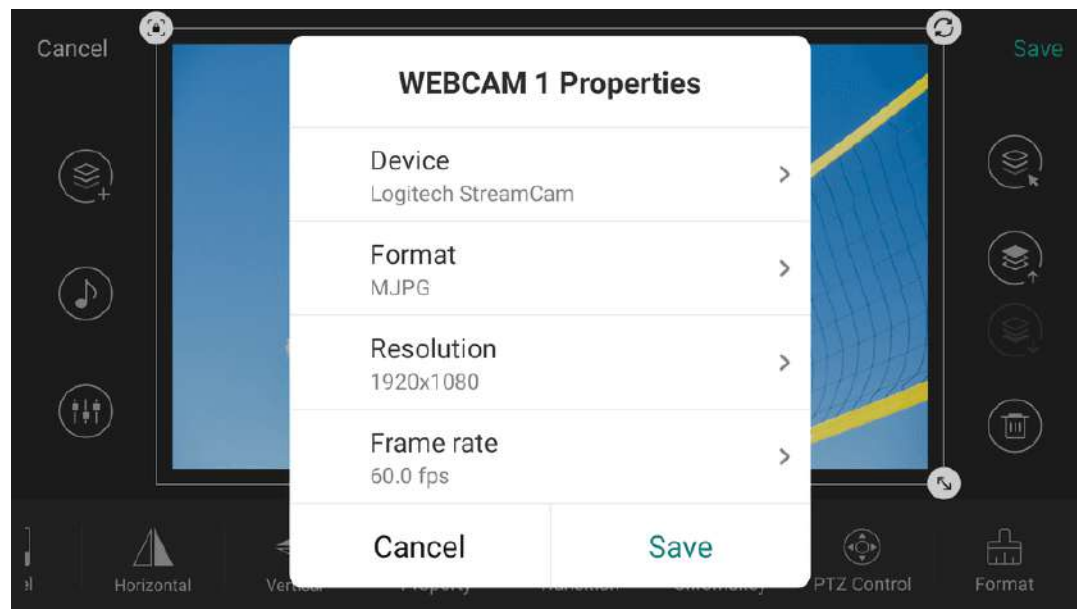 Cancel
Save
WEBCAM 1 Properties
Device
Logitech StreamCam
Format
MJPG
Resolution
1920x1080
Frame rate
60.0 fps
Cancel
Save
Horizontal
PTZ Control
Format